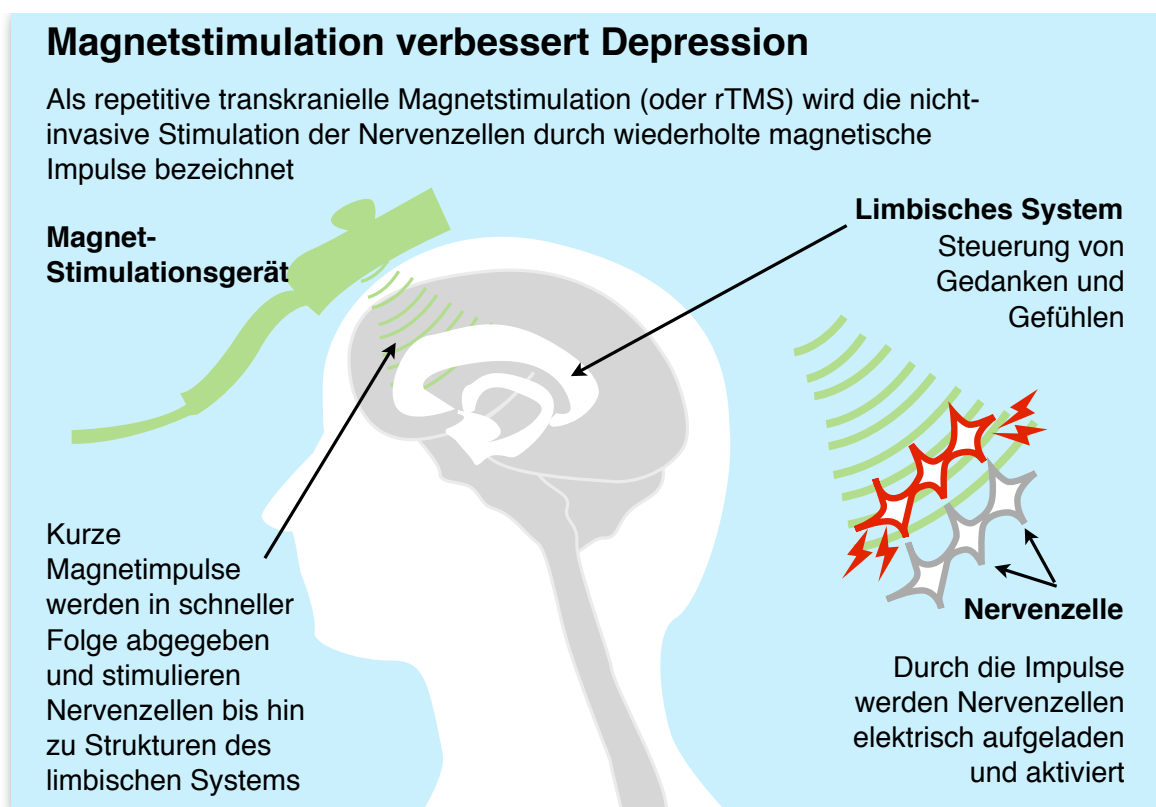 Magnetstimulation verbessert Depression
Als repetitive transkranielle Magnetstimulation (oder rTMS) wird die nicht-
invasive Stimulation der Nervenzellen durch wiederholte magnetische
Impulse bezeichnet
Magnet-
Stimulationsgerät
Limbisches System
Steuerung von
Gedanken und
Gefühlen
Kurze
Magnetimpulse
werden in schneller
Folge abgegeben
und stimulieren
Nervenzellen bis hin
zu Strukturen des
limbischen Systems
Nervenzelle
Durch die Impulse
werden Nervenzellen
elektrisch aufgeladen
und aktiviert